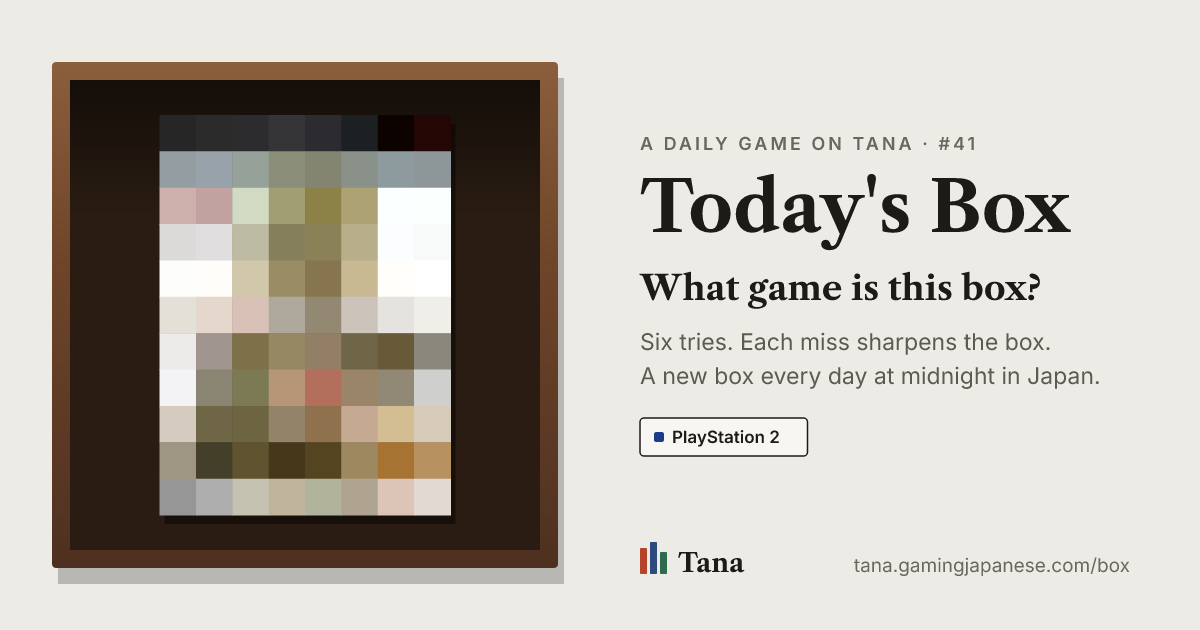 A DAILY GAME ON TANA · #41
Today's Box
What game is this box?
Six tries. Each miss sharpens the box.
A new box every day at midnight in Japan.
PlayStation 2
Tana
tana.gamingjapanese.com/box